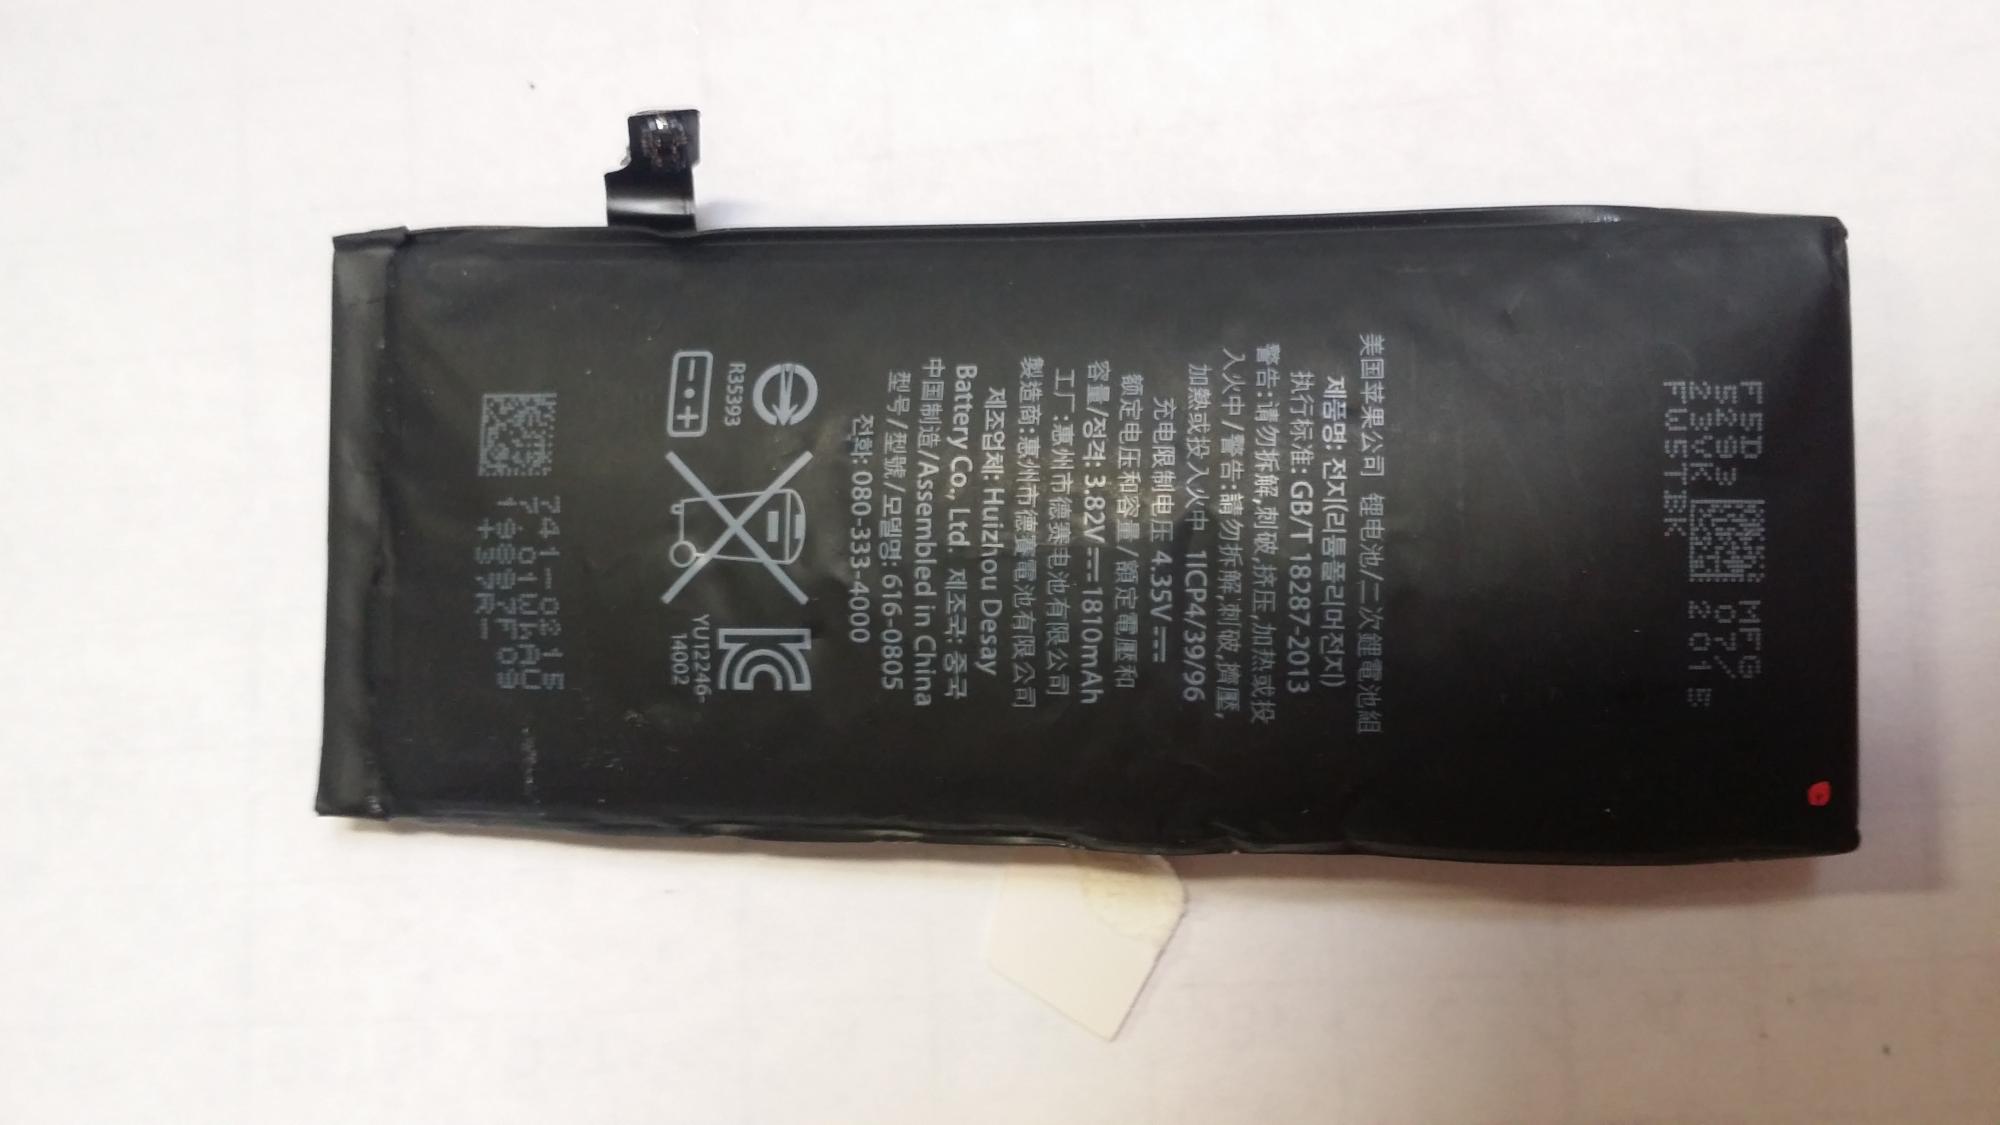 F5D
5293
23VK
FW5TBK
MFG
07/
2015
美国苹果公司 锂电池/二次鋰電池組
제품명: 전지(리튬폴리머전지)
执行标准: GB/T 18287-2013
警告:请勿拆解,刺破,挤压,加热或投
入火中/警告:請勿拆解,刺破,擠壓,
加熱或投入火中 1ICP4/39/96
充电限制电压 4.35V⎓
额定电压和容量/額定電壓和
容量/정격: 3.82V⎓1810mAh
工厂:惠州市德赛电池有限公司
製造商:惠州市德賽電池有限公司
제조업체: Huizhou Desay
Battery Co., Ltd. 제조국: 중국
中国制造/Assembled in China
型号/型號/모델명: 616-0805
전화: 080-333-4000
R35393
YU12246-
14002
741-0215